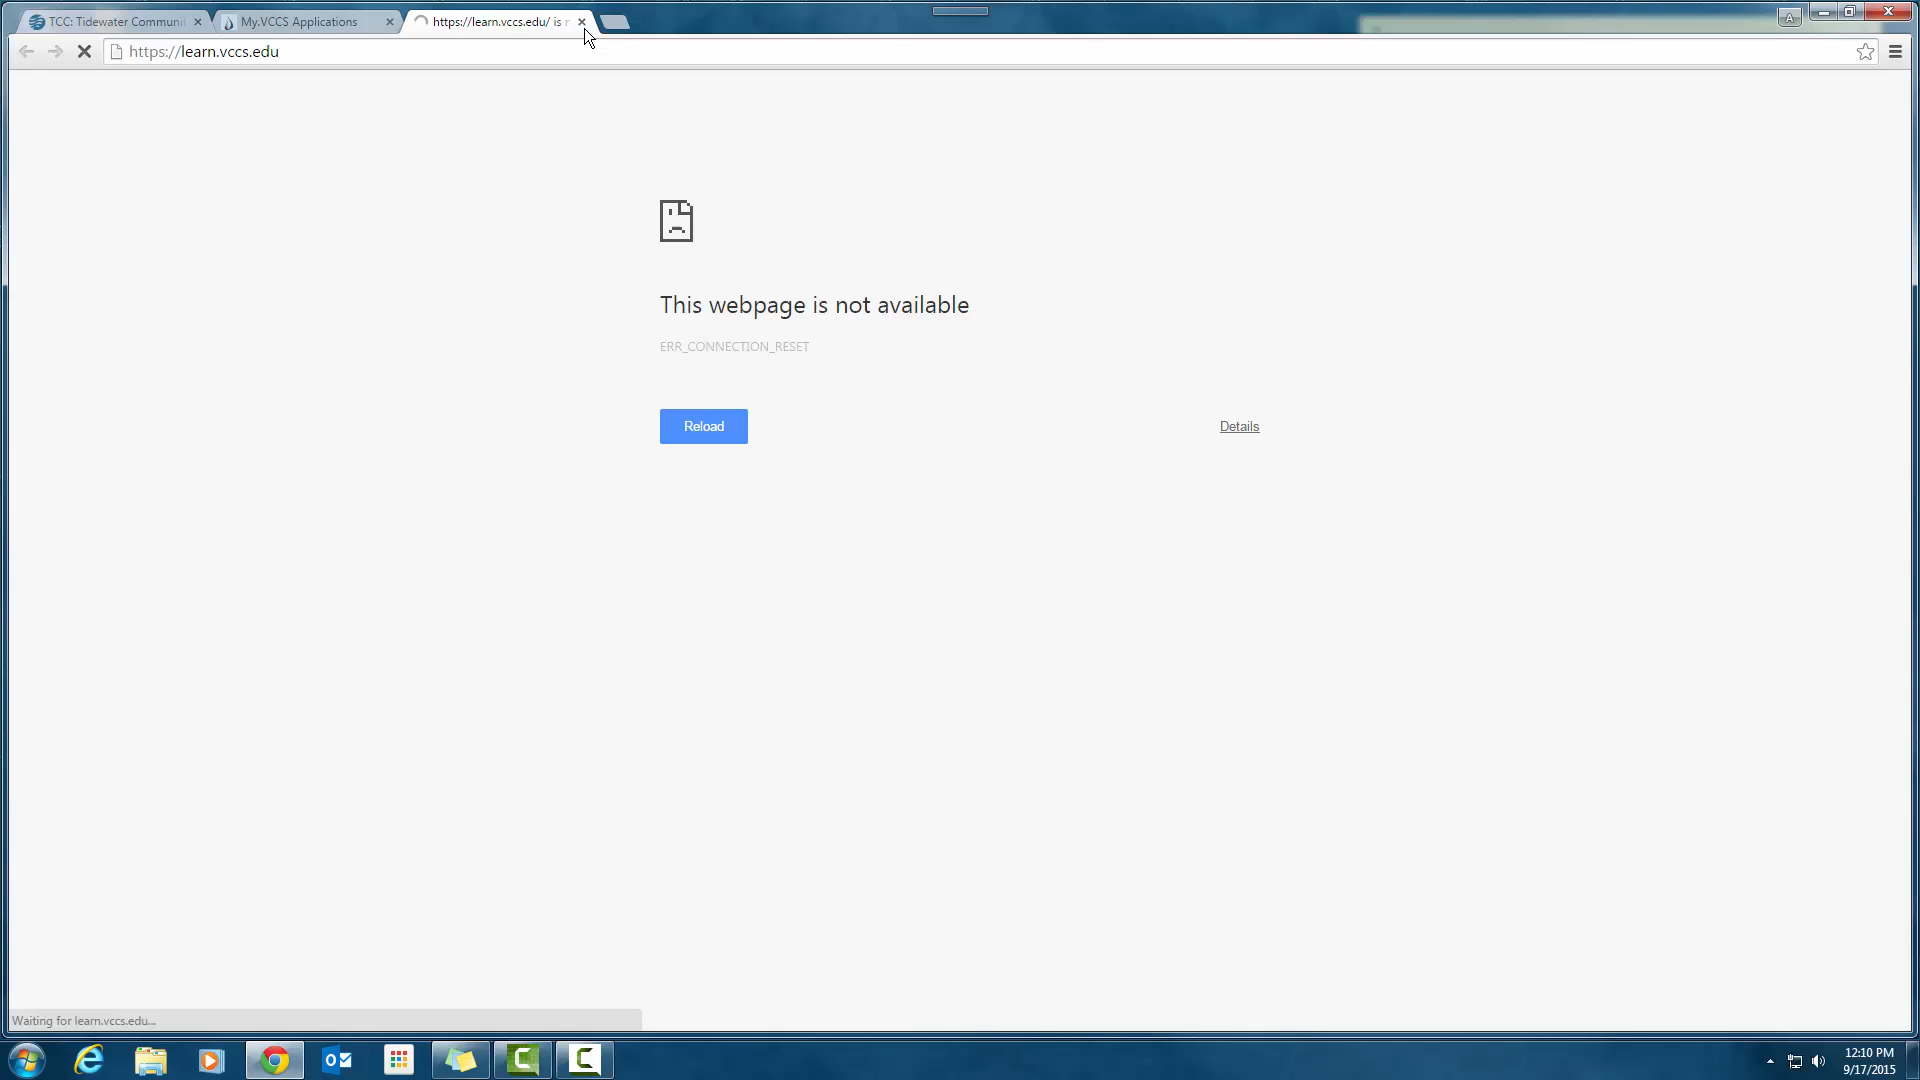 TCC: Tidewater Commun
My.VCCS Applications
https://learn.vccs.edu/ is
A
https://learn.vccs.edu
This webpage is not available
ERR_CONNECTION_RESET
Reload
Details
Waiting for learn.vccs.edu...
12:10 PM
9/17/2015